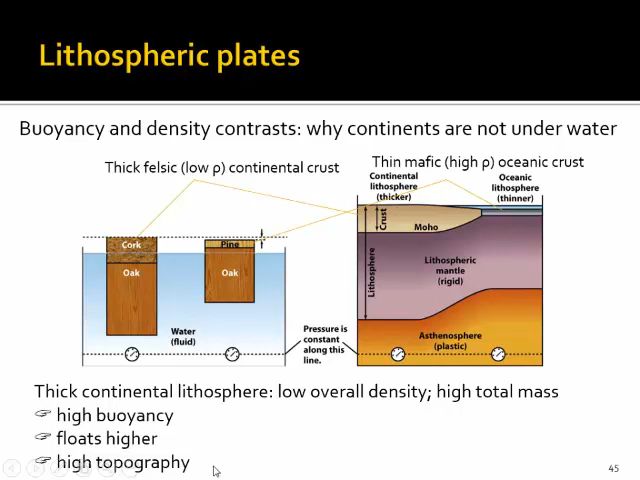 Lithospheric plates
Buoyancy and density contrasts: why continents are not under water
Thick felsic (low ρ) continental crust
Thin mafic (high ρ) oceanic crust
Continental
lithosphere
(thicker)
Oceanic
lithosphere
(thinner)
Cork
Oak
Pine
Oak
Water
(fluid)
Pressure is
constant
along this
line.
Crust
Moho
Lithosphere
Lithospheric
mantle
(rigid)
Asthenosphere
(plastic)
Thick continental lithosphere: low overall density; high total mass
high buoyancy
floats higher
high topography
45